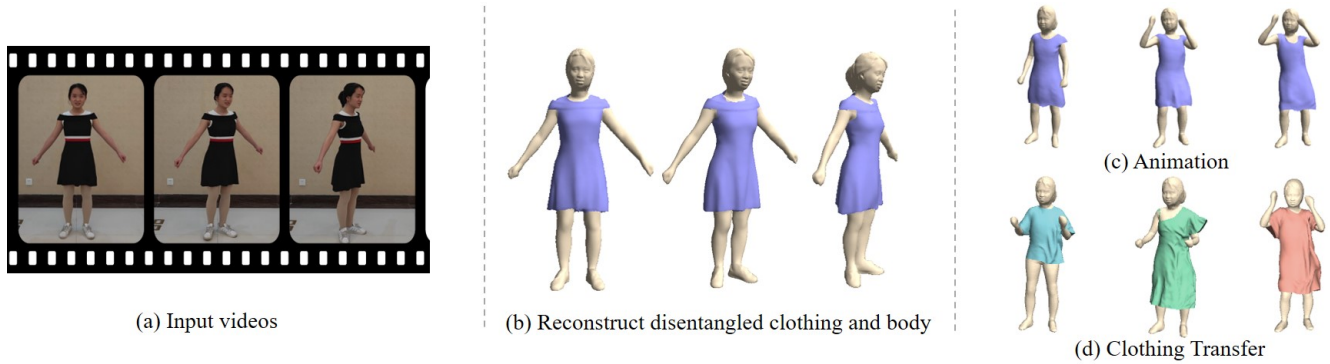 (a) Input videos
(b) Reconstruct disentangled clothing and body
(c) Animation
(d) Clothing Transfer